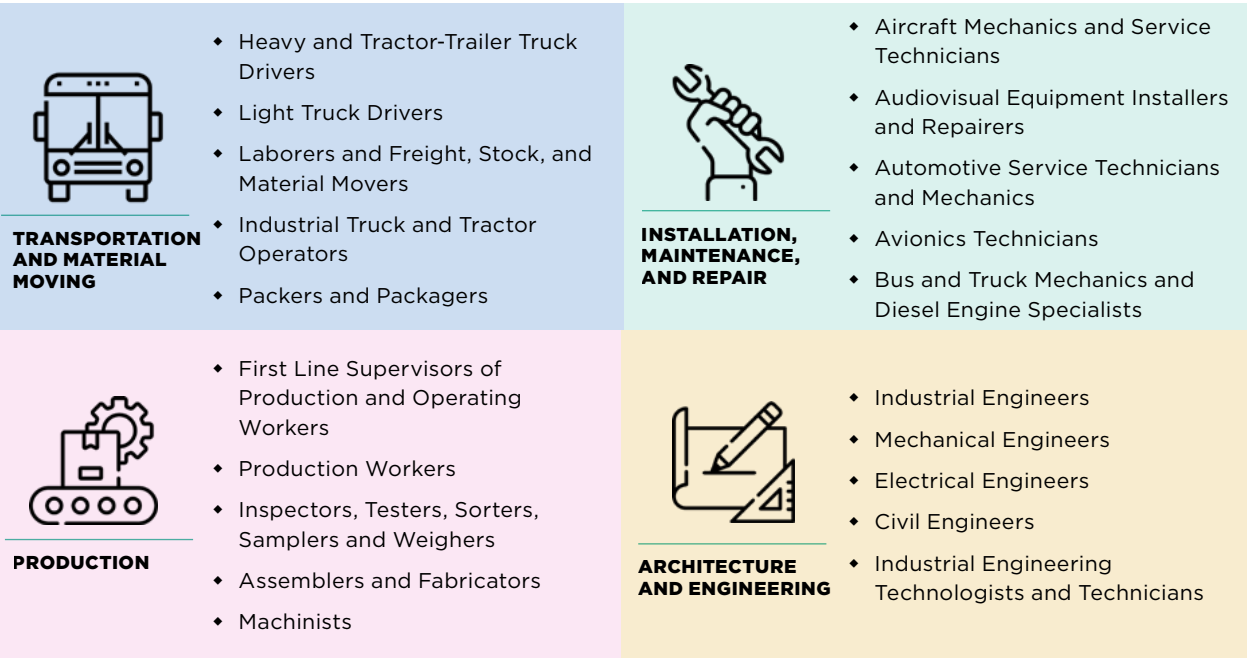 TRANSPORTATION
AND MATERIAL
MOVING
◆ Heavy and Tractor-Trailer Truck
Drivers
◆ Light Truck Drivers
◆ Laborers and Freight, Stock, and
Material Movers
◆ Industrial Truck and Tractor
Operators
◆ Packers and Packagers
INSTALLATION,
MAINTENANCE,
AND REPAIR
◆ Aircraft Mechanics and Service
Technicians
◆ Audiovisual Equipment Installers
and Repairers
◆ Automotive Service Technicians
and Mechanics
◆ Avionics Technicians
◆ Bus and Truck Mechanics and
Diesel Engine Specialists
PRODUCTION
◆ First Line Supervisors of
Production and Operating
Workers
◆ Production Workers
◆ Inspectors, Testers, Sorters,
Samplers and Weighers
◆ Assemblers and Fabricators
◆ Machinists
ARCHITECTURE
AND ENGINEERING
◆ Industrial Engineers
◆ Mechanical Engineers
◆ Electrical Engineers
◆ Civil Engineers
◆ Industrial Engineering
Technologists and Technicians